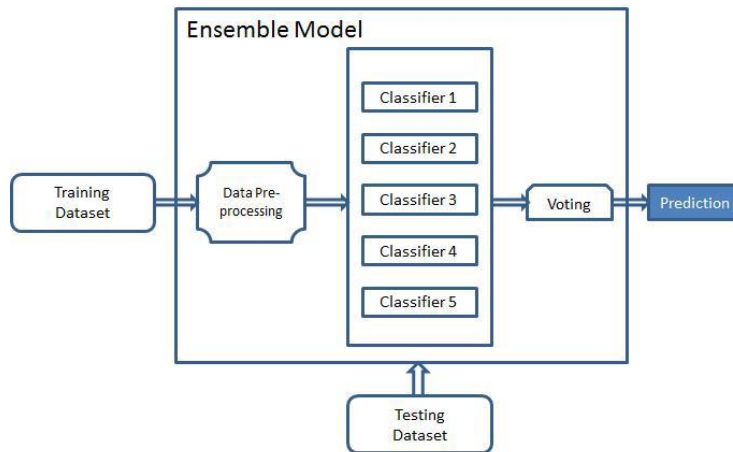 Ensemble Model
Classifier 1
Classifier 2
Training
Dataset
Data Pre-
processing
Classifier 3
Voting
Prediction
Classifier 4
Classifier 5
Testing
Dataset